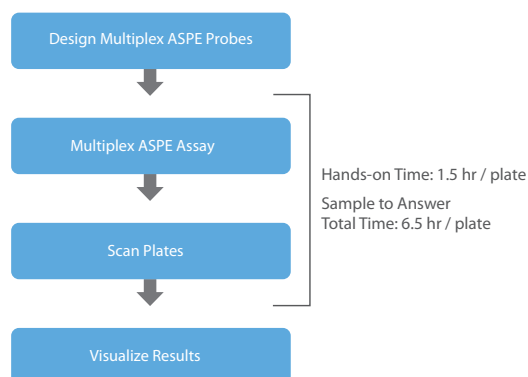 Design Multiplex ASPE Probes
Multiplex ASPE Assay
Hands-on Time: 1.5 hr / plate
Sample to Answer
Total Time: 6.5 hr / plate
Scan Plates
Visualize Results